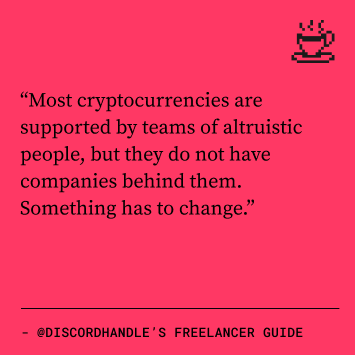 “Most cryptocurrencies are
supported by teams of altruistic
people, but they do not have
companies behind them.
Something has to change.”
- @DISCORDHANDLE’S FREELANCER GUIDE